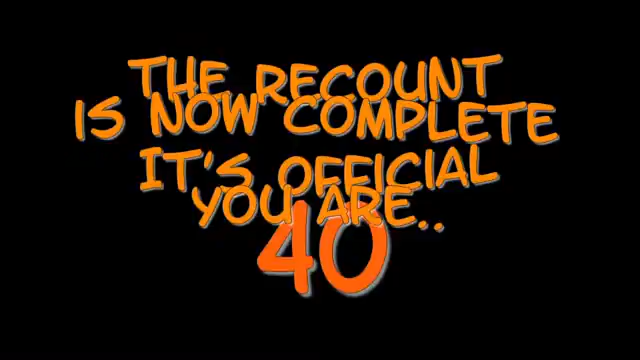 THE RECOUNT
IS NOW COMPLETE
IT'S OFFICIAL
YOU ARE..
40